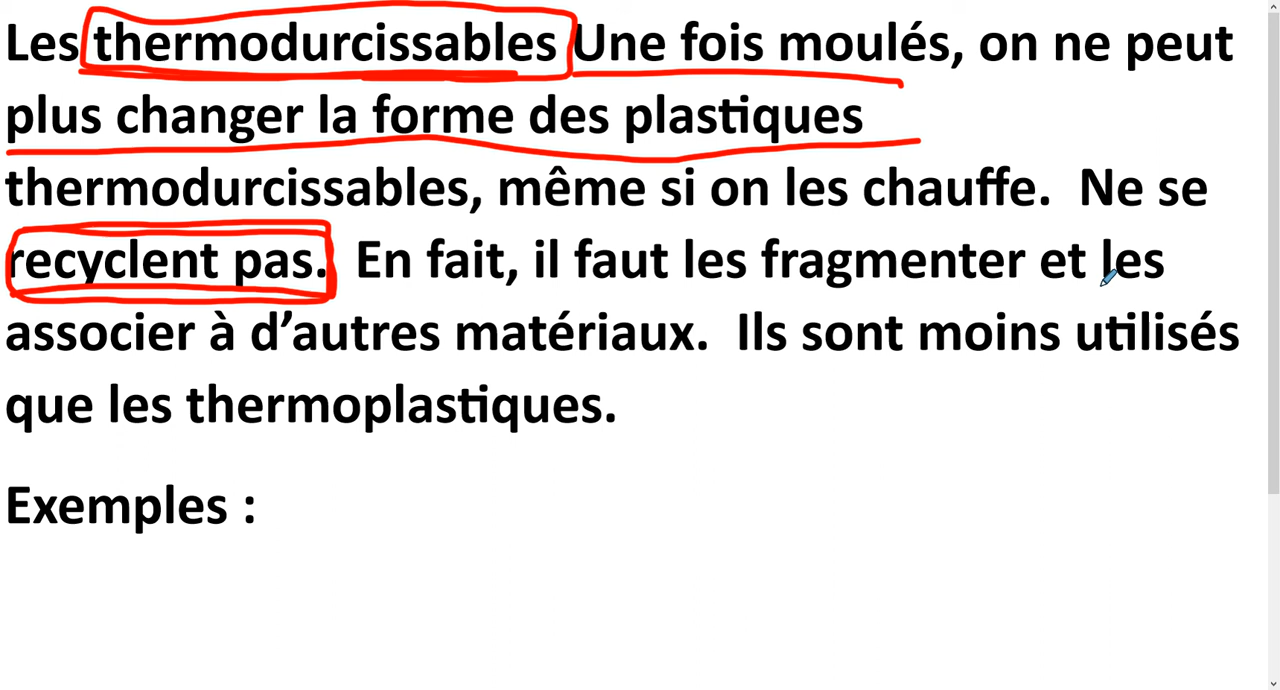 Les thermodurcissables Une fois moulés, on ne peut
plus changer la forme des plastiques
thermodurcissables, même si on les chauffe.  Ne se
recyclent pas.  En fait, il faut les fragmenter et les
associer à d’autres matériaux.  Ils sont moins utilisés
que les thermoplastiques.
Exemples :